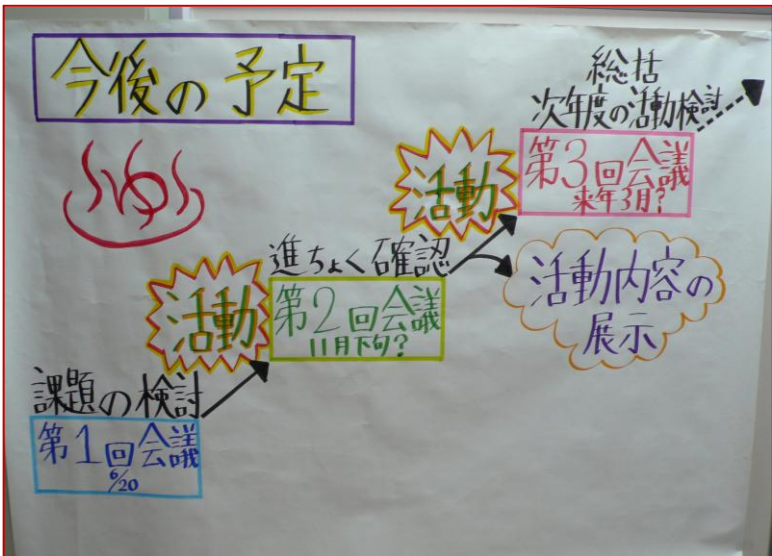 今後の予定
ゆ
総括
次年度の活動検討
第3回会議
来年3月?
活動
進ちょく確認
第2回会議
11月下旬?
活動
活動内容の
展示
課題の検討
第1回会議
6/20